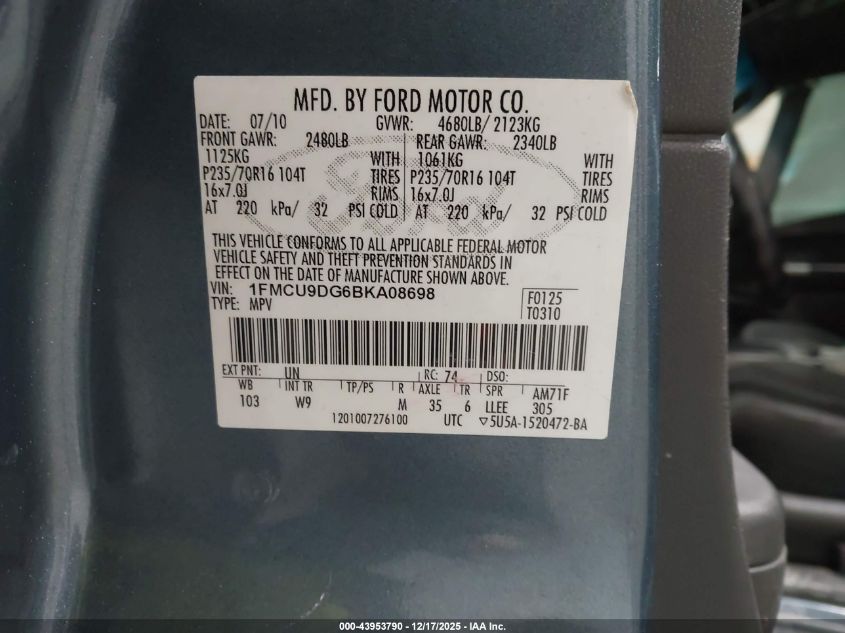 MFD. BY FORD MOTOR CO.
DATE: 07/10 GVWR: 4680LB/ 2123KG
FRONT GAWR: 2480LB REAR GAWR: 2340LB
1125KG WITH 1061KG WITH
P235/70R16 104T TIRES P235/70R16 104T TIRES
16x7.0J RIMS 16x7.0J RIMS
AT 220 kPa/ 32 PSI COLD AT 220 kPa/ 32 PSI COLD
THIS VEHICLE CONFORMS TO ALL APPLICABLE FEDERAL MOTOR
VEHICLE SAFETY AND THEFT PREVENTION STANDARDS IN
EFFECT ON THE DATE OF MANUFACTURE SHOWN ABOVE.
VIN: 1FMCU9DG6BKA08698 F0125
TYPE: MPV T0310
EXT PNT: UN RC: 74 DSO:
WB INT TR TP/PS R AXLE TR SPR AM71F
103 W9 M 35 6 LLEE 305
1201007276100 UTC ▽5U5A-1520472-BA
000-43953790 - 12/17/2025 - IAA Inc.